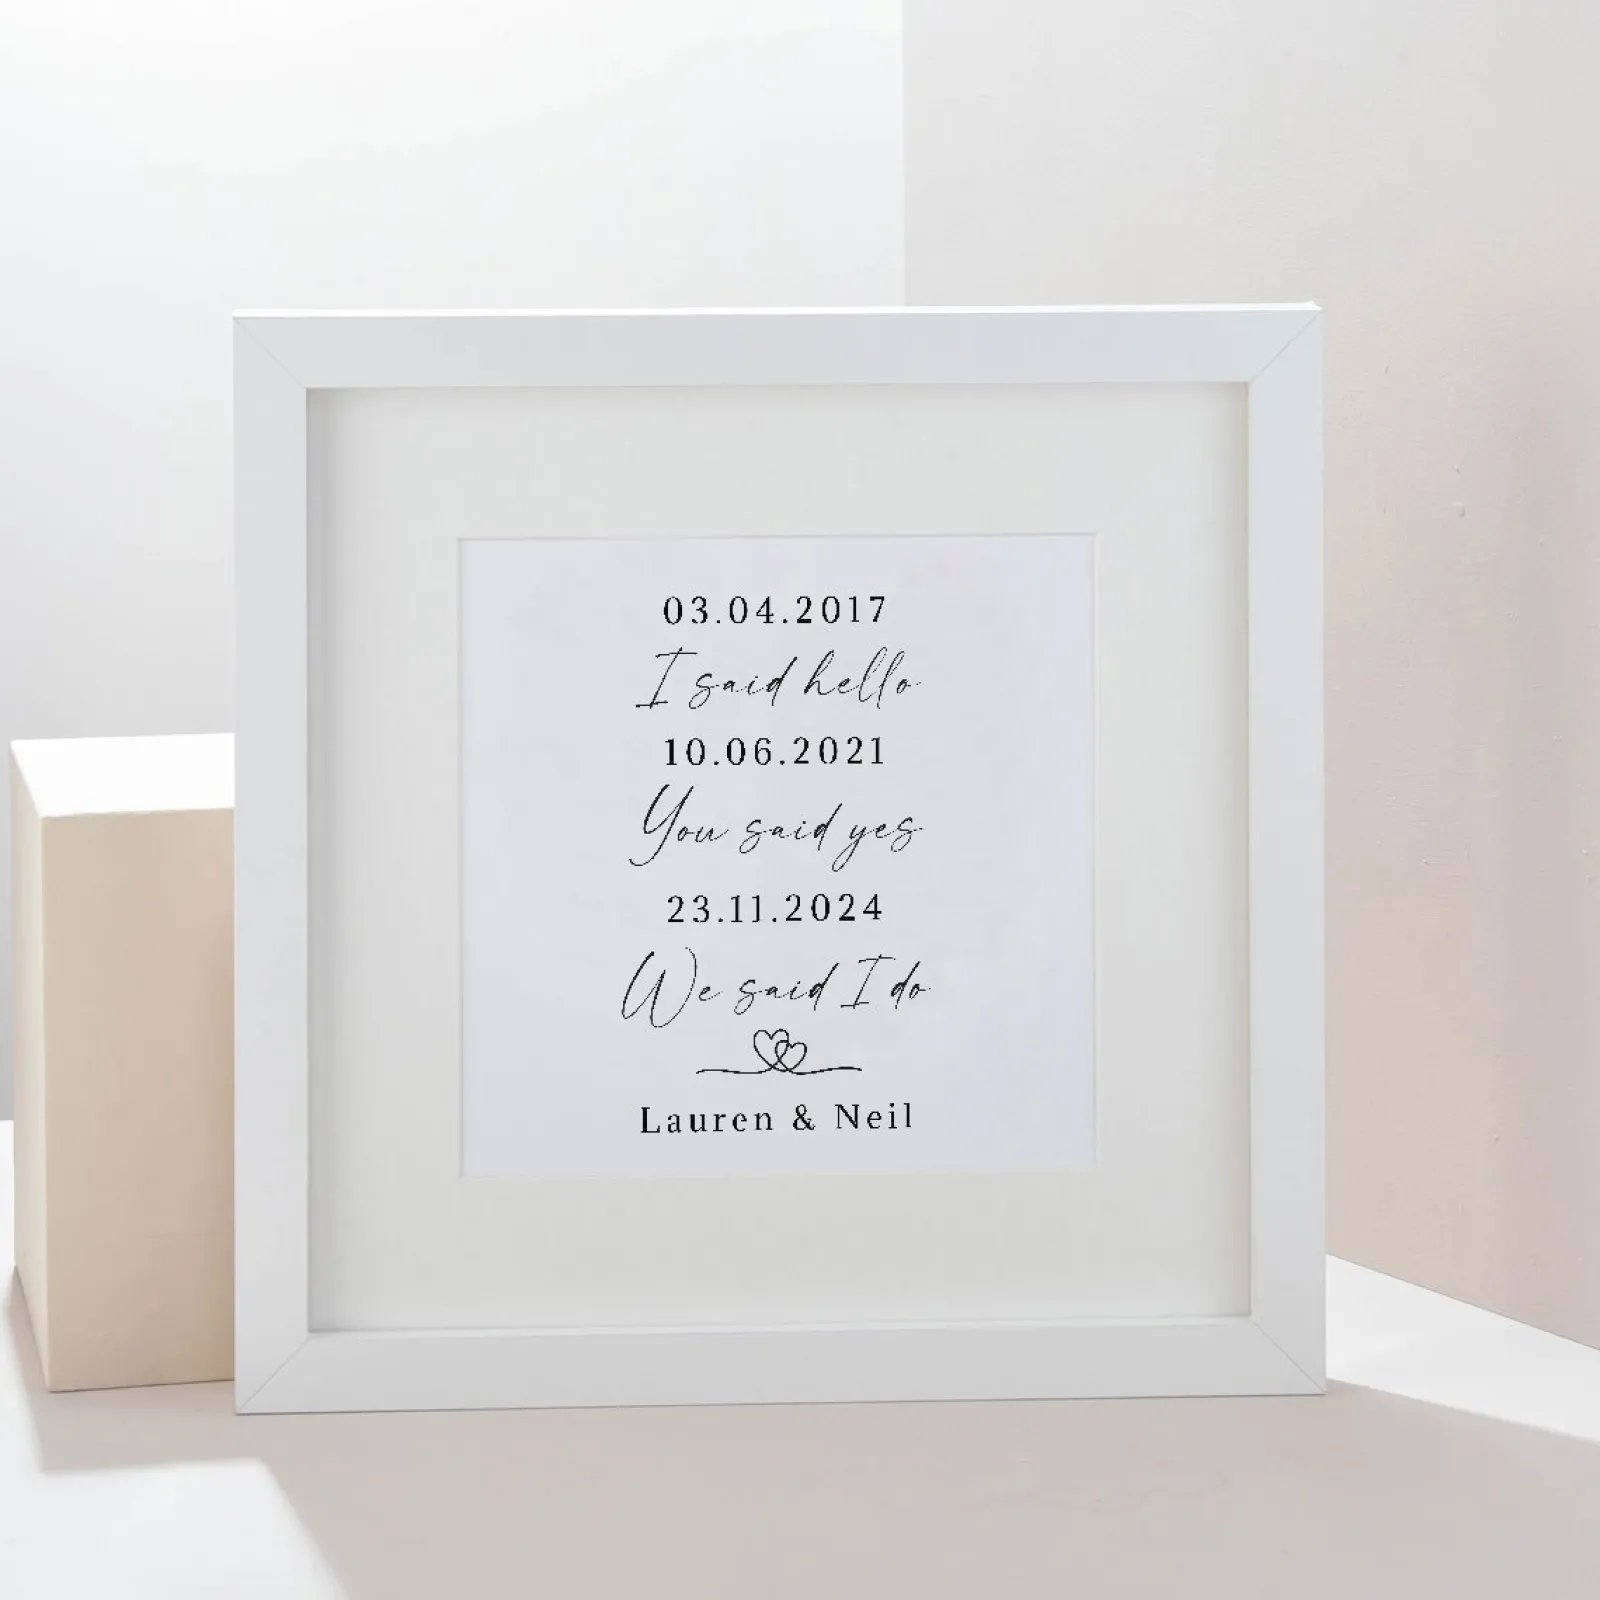 03.04.2017
I said hello
10.06.2021
You said yes
23.11.2024
We said I do
Lauren & Neil